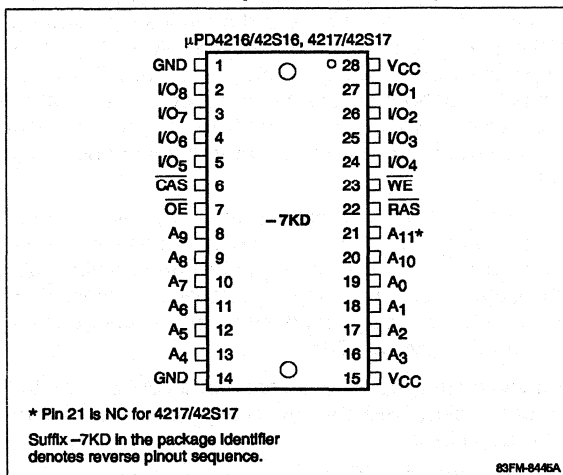 μPD4216/42S16, 4217/42S17
GND 1 28 VCC
I/O8 2 27 I/O1
I/O7 3 26 I/O2
I/O6 4 25 I/O3
I/O5 5 24 I/O4
CAS 6 23 WE
OE 7 22 RAS
–7KD
A9 8 21 A11*
A8 9 20 A10
A7 10 19 A0
A6 11 18 A1
A5 12 17 A2
A4 13 16 A3
GND 14 15 VCC
* Pin 21 is NC for 4217/42S17
Suffix –7KD in the package identifier
denotes reverse pinout sequence.
83FM-8445A